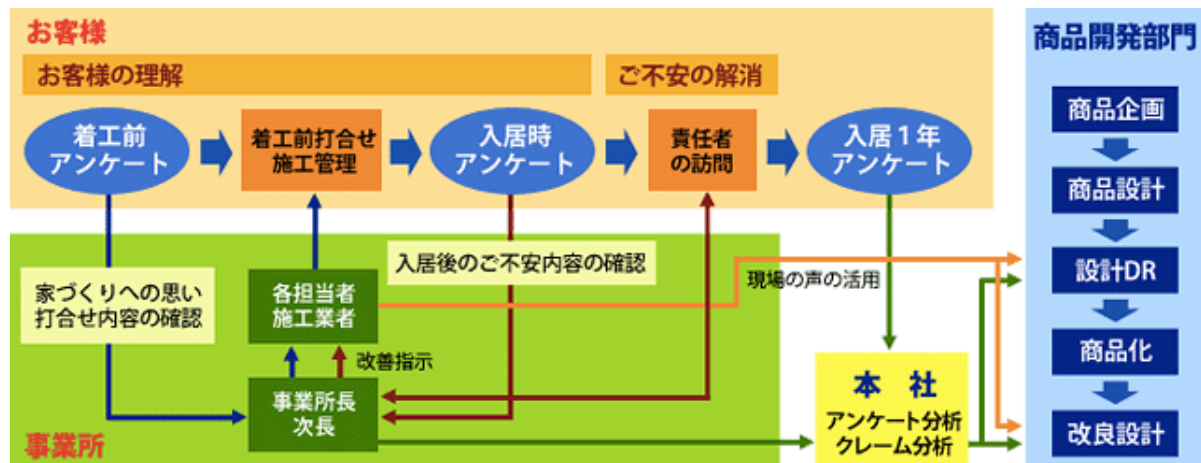 お客様
お客様の理解
ご不安の解消
着工前
アンケート
着工前打合せ
施工管理
入居時
アンケート
責任者
の訪問
入居1年
アンケート
家づくりへの思い
打合せ内容の確認
各担当者
施工業者
入居後のご不安内容の確認
現場の声の活用
改善指示
事業所長
次長
事業所
本 社
アンケート分析
クレーム分析
商品開発部門
商品企画
商品設計
設計DR
商品化
改良設計